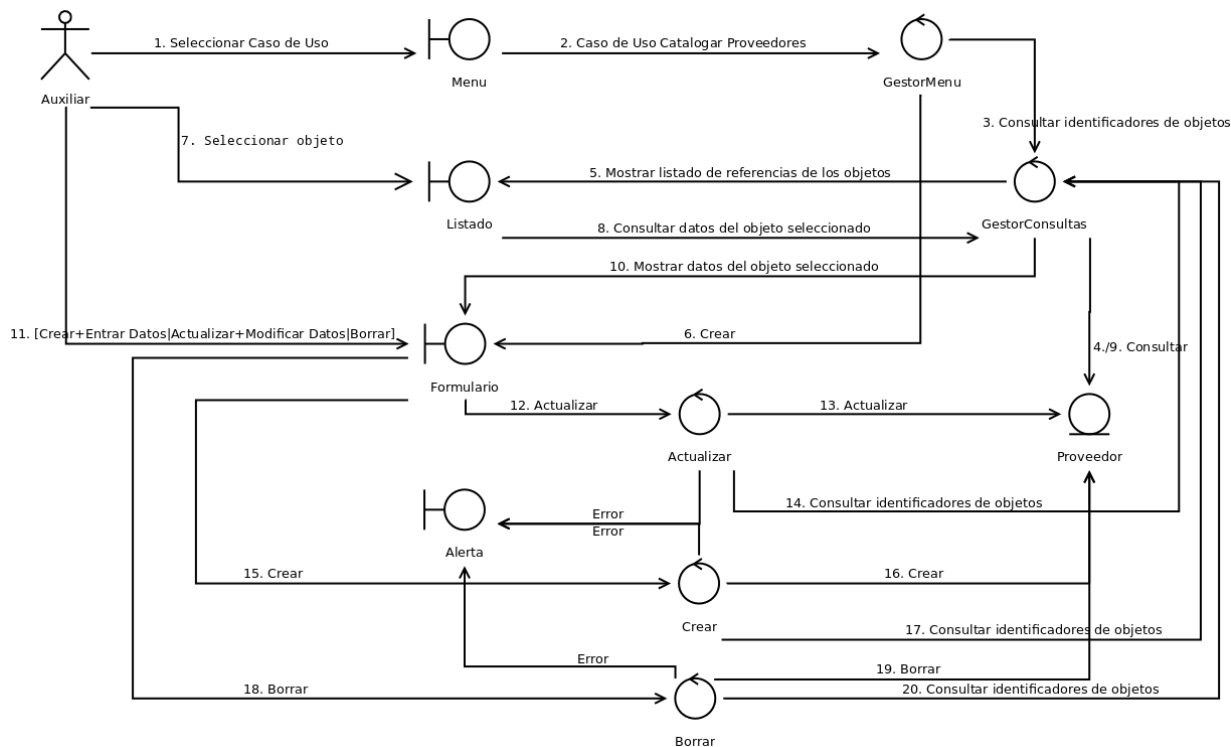 1. Seleccionar Caso de Uso
2. Caso de Uso Catalogar Proveedores
Menu
GestorMenu
Auxiliar
3. Consultar identificadores de objetos
7. Seleccionar objeto
5. Mostrar listado de referencias de los objetos
Listado
GestorConsultas
8. Consultar datos del objeto seleccionado
10. Mostrar datos del objeto seleccionado
11. [Crear+Entrar Datos|Actualizar+Modificar Datos|Borrar]
6. Crear
4./9. Consultar
Formulario
12. Actualizar
13. Actualizar
Actualizar
Proveedor
14. Consultar identificadores de objetos
Error
Error
Alerta
15. Crear
16. Crear
Crear
17. Consultar identificadores de objetos
Error
19. Borrar
18. Borrar
20. Consultar identificadores de objetos
Borrar